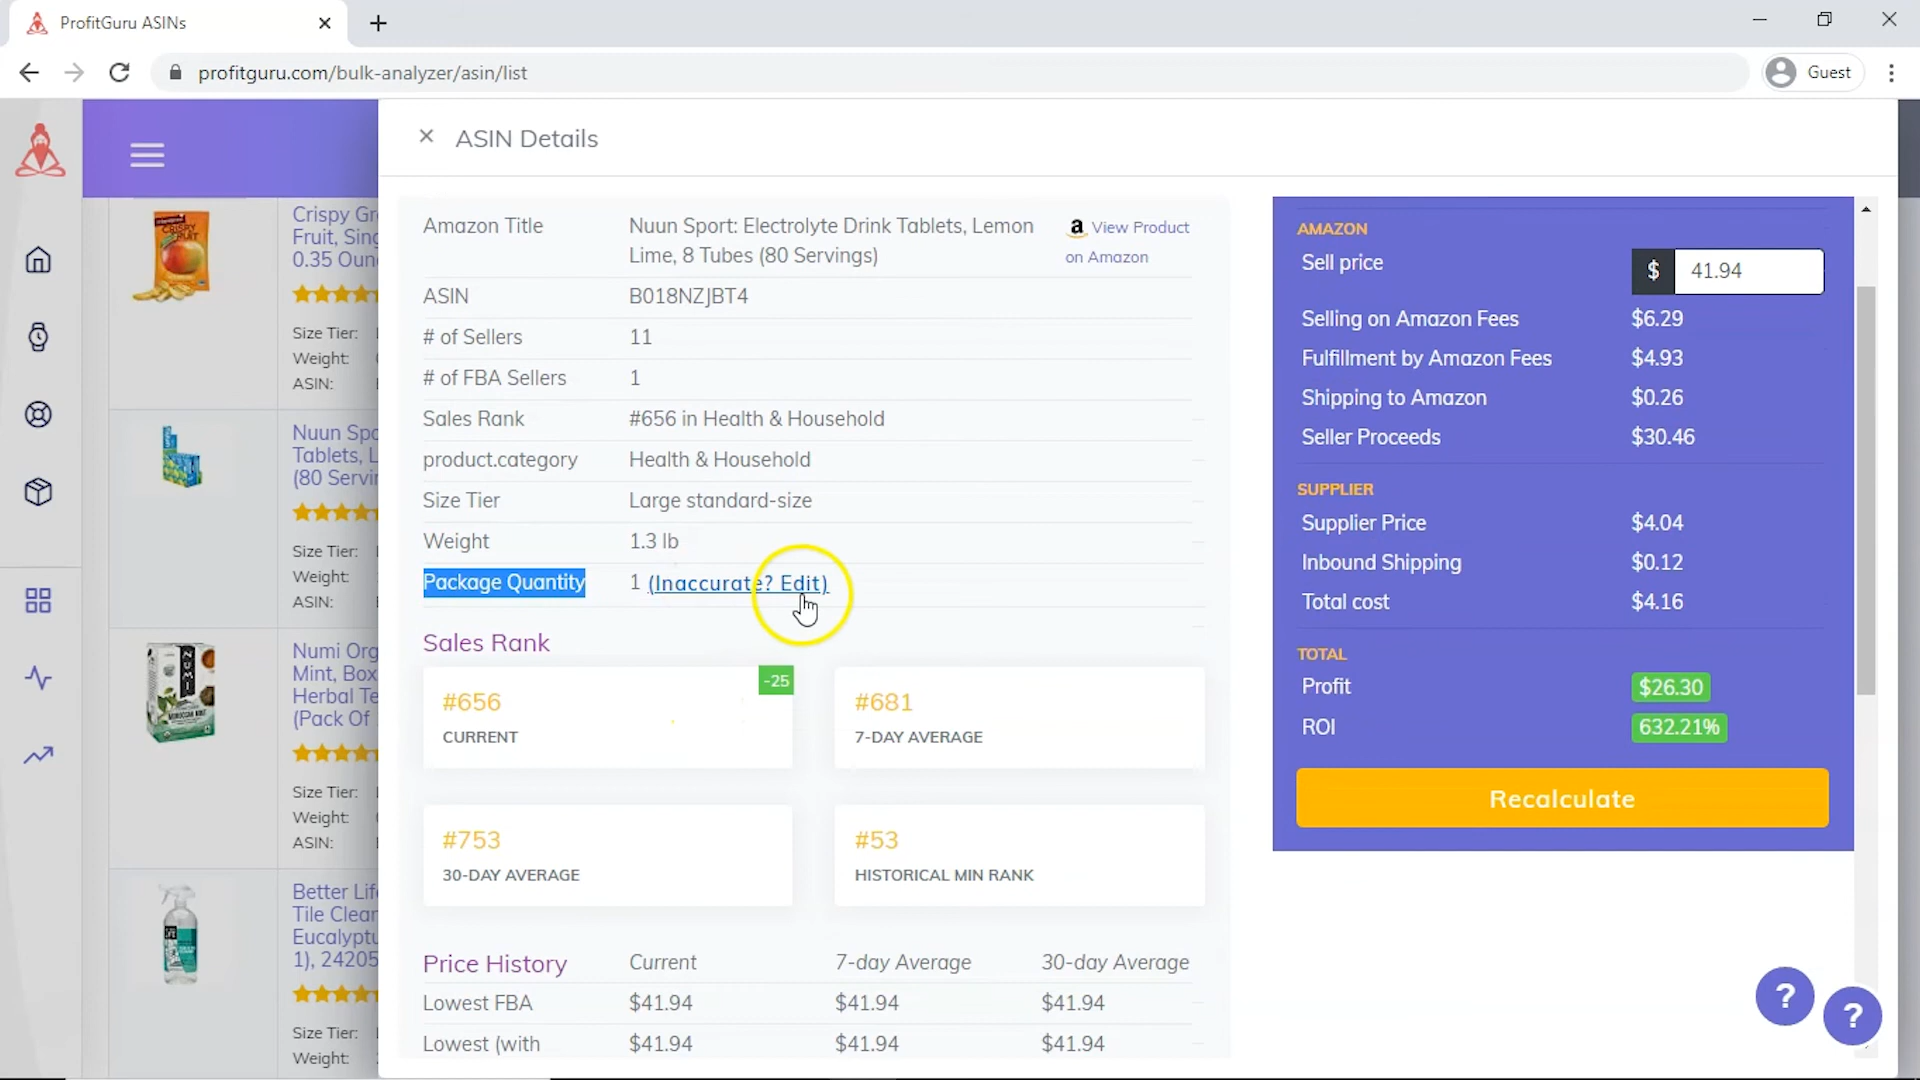 ProfitGuru ASINs
profitguru.com/bulk-analyzer/asin/list
Guest
Crispy Gr
Fruit, Sing
0.35 Oun
Size Tier:
Weight:
ASIN:
Nuun Spo
Tablets, L
(80 Servir
Size Tier:
Weight:
ASIN:
Numi Org
Mint, Box
Herbal Te
(Pack Of
Size Tier:
Weight:
ASIN:
Better Life
Tile Clear
Eucalyptu
1), 24205
Size Tier:
Weight:
ASIN Details
Amazon Title
Nuun Sport: Electrolyte Drink Tablets, Lemon
Lime, 8 Tubes (80 Servings)
View Product
on Amazon
ASIN B018NZJBT4
# of Sellers 11
# of FBA Sellers 1
Sales Rank #656 in Health & Household
product.category Health & Household
Size Tier Large standard-size
Weight 1.3 lb
Package Quantity 1 (Inaccurate? Edit)
Sales Rank
-25
#656
CURRENT
#681
7-DAY AVERAGE
#753
30-DAY AVERAGE
#53
HISTORICAL MIN RANK
Price History Current 7-day Average 30-day Average
Lowest FBA $41.94 $41.94 $41.94
Lowest (with $41.94 $41.94 $41.94
AMAZON
Sell price $ 41.94
Selling on Amazon Fees $6.29
Fulfillment by Amazon Fees $4.93
Shipping to Amazon $0.26
Seller Proceeds $30.46
SUPPLIER
Supplier Price $4.04
Inbound Shipping $0.12
Total cost $4.16
TOTAL
Profit $26.30
ROI 632.21%
Recalculate
?
?